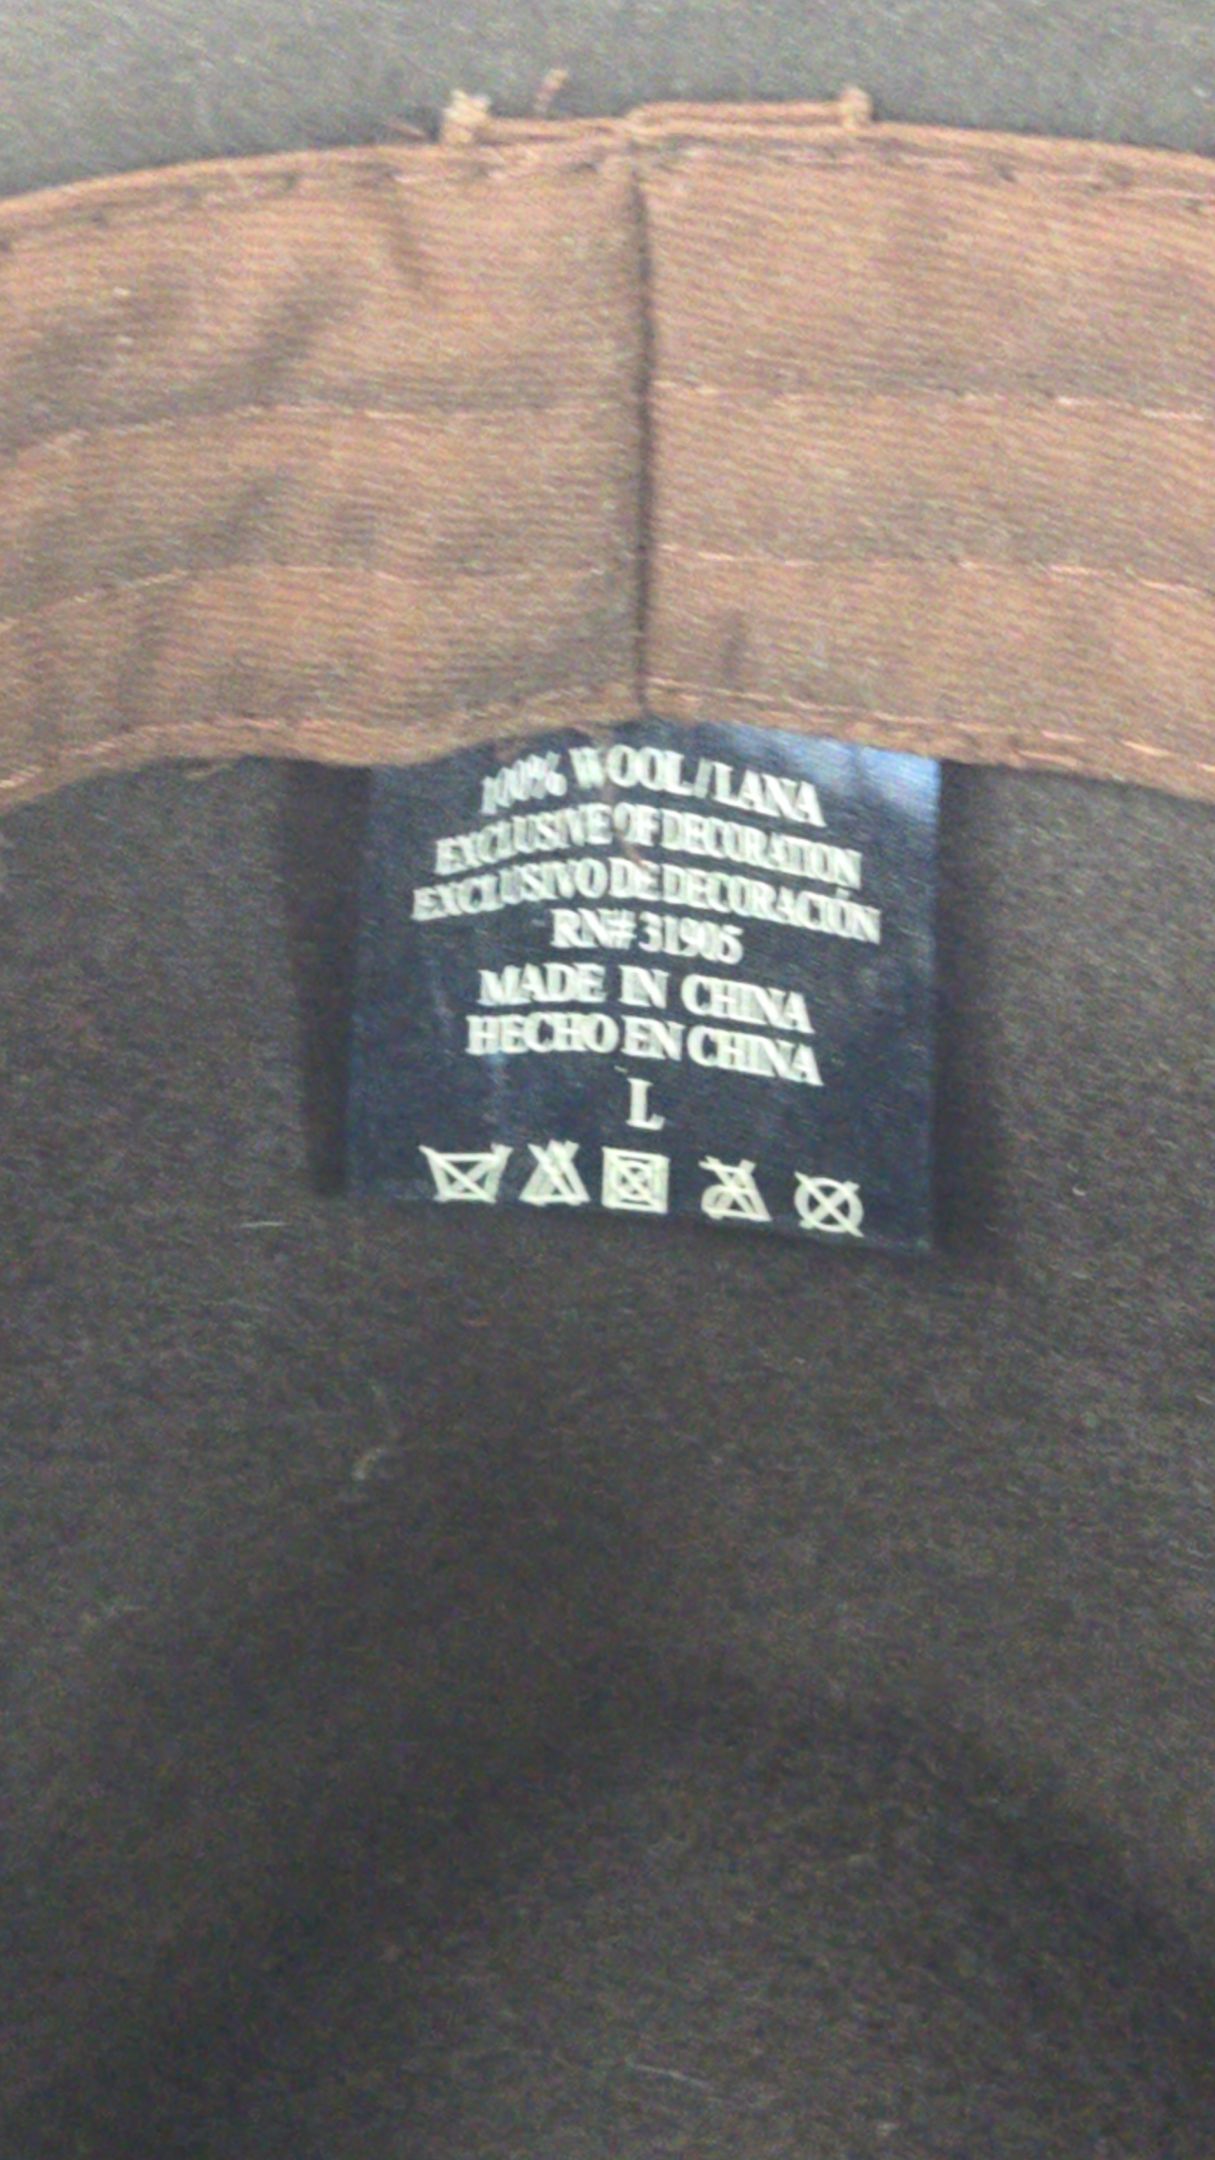 100% WOOL/LANA
EXCLUSIVE OF DECORATION
EXCLUSIVO DE DECORACIÓN
RN# 31905
MADE IN CHINA
HECHO EN CHINA
L